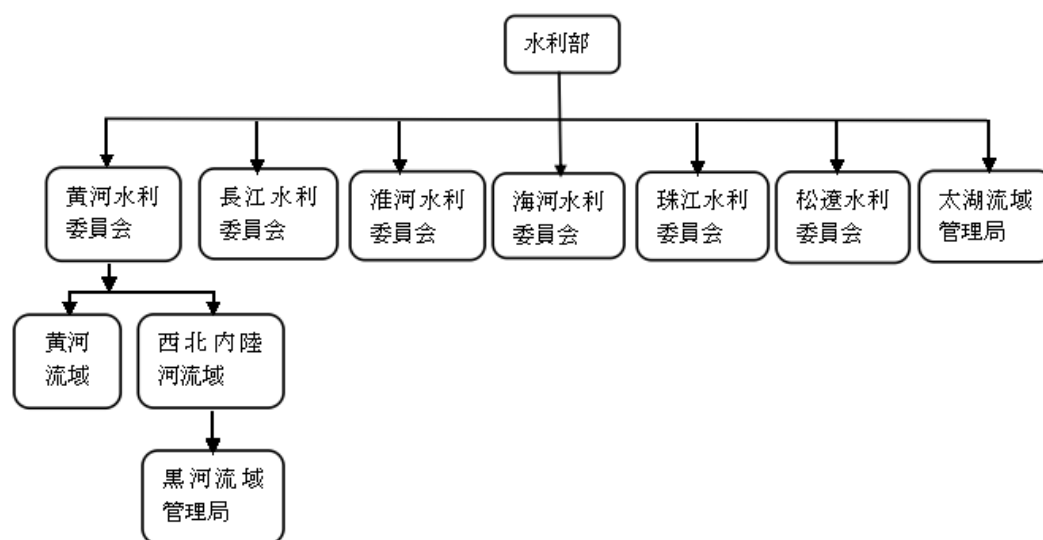 水利部
黄河水利
委員会
長江水利
委員会
淮河水利
委員会
海河水利
委員会
珠江水利
委員会
松遼水利
委員会
太湖流域
管理局
黄河
流域
西北内陸
河流域
黒河流域
管理局